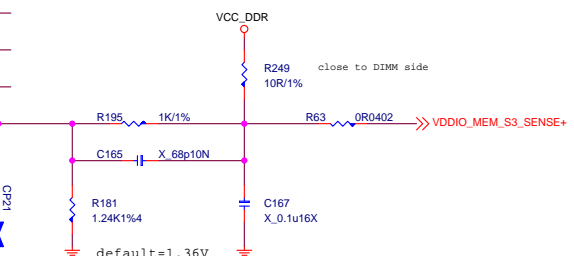 VCC_DDR
R249
10R/1%
close to DIMM side
R195
1K/1%
R63
0R0402
VDDIO_MEM_S3_SENSE+
C165
X_68p10N
CP21
R181
1.24K1%4
C167
X_0.1u16X
default=1.36V